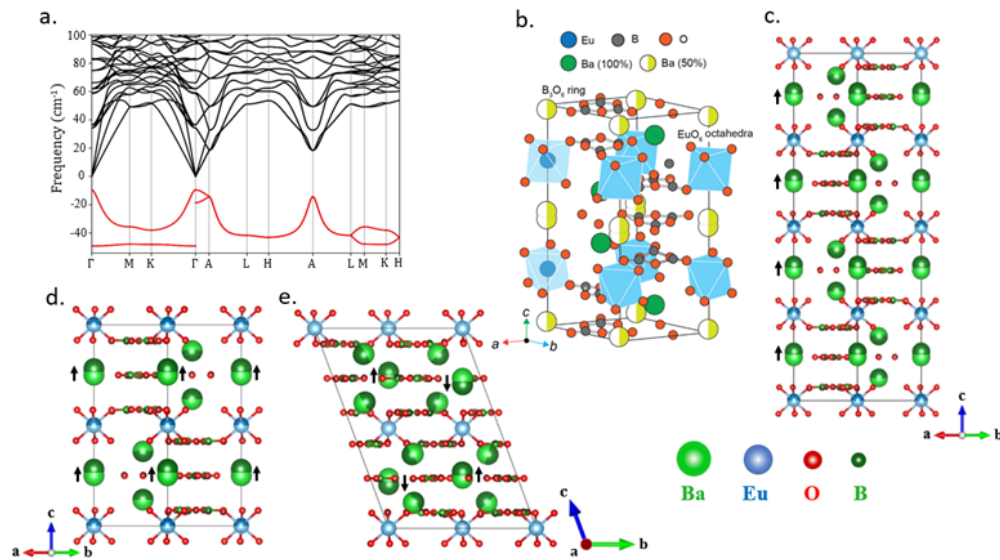 a.
100
80
60
40
20
0
-20
-40
Frequency (cm⁻¹)
Γ M K Γ A L H A L M K H
b.
Eu B O
Ba (100%) Ba (50%)
B₃O₆ ring
EuO₆ octahedra
c
a b
c.
c
a b
d.
c
a b
e.
c
a b
Ba Eu O B